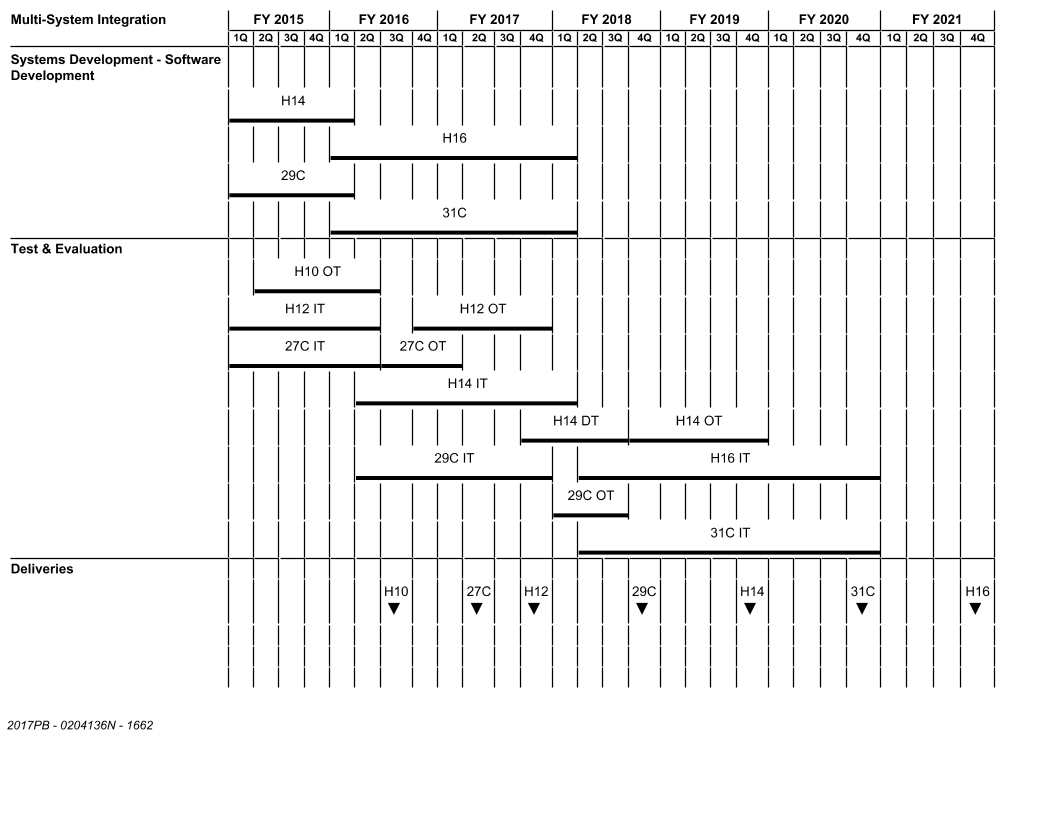 Multi-System Integration FY 2015 FY 2016 FY 2017 FY 2018 FY 2019 FY 2020 FY 2021
1Q 2Q 3Q 4Q 1Q 2Q 3Q 4Q 1Q 2Q 3Q 4Q 1Q 2Q 3Q 4Q 1Q 2Q 3Q 4Q 1Q 2Q 3Q 4Q 1Q 2Q 3Q 4Q
Systems Development - Software
Development
H14
H16
29C
31C
Test & Evaluation
H10 OT
H12 IT H12 OT
27C IT 27C OT
H14 IT
H14 DT H14 OT
29C IT H16 IT
29C OT
31C IT
Deliveries
H10 27C H12 29C H14 31C H16
2017PB - 0204136N - 1662